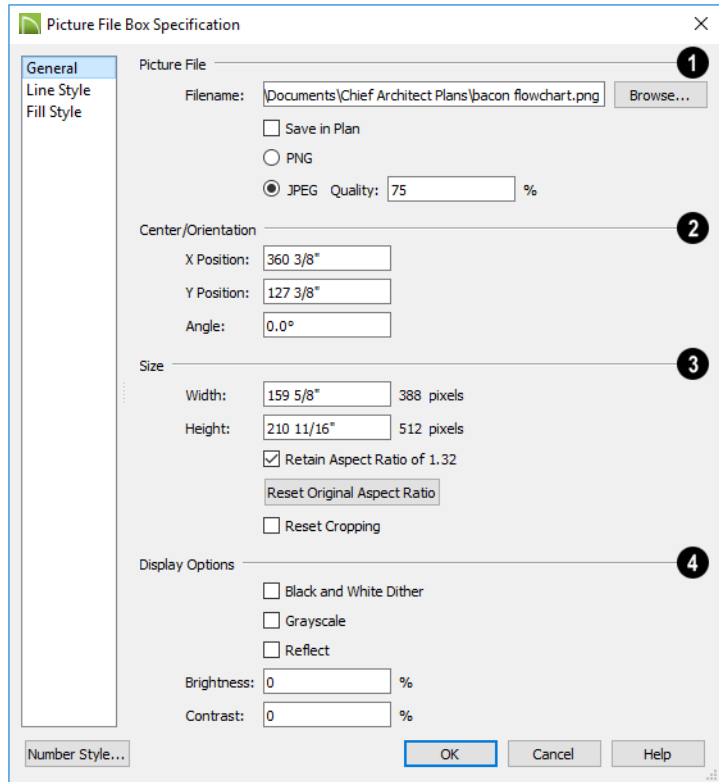 Picture File Box Specification
General
Line Style
Fill Style
Picture File
1
Filename: \Documents\Chief Architect Plans\bacon flowchart.png Browse...
Save in Plan
PNG
JPEG Quality: 75 %
Center/Orientation
2
X Position: 360 3/8"
Y Position: 127 3/8"
Angle: 0.0°
Size
3
Width: 159 5/8" 388 pixels
Height: 210 11/16" 512 pixels
Retain Aspect Ratio of 1.32
Reset Original Aspect Ratio
Reset Cropping
Display Options
4
Black and White Dither
Grayscale
Reflect
Brightness: 0 %
Contrast: 0 %
Number Style... OK Cancel Help